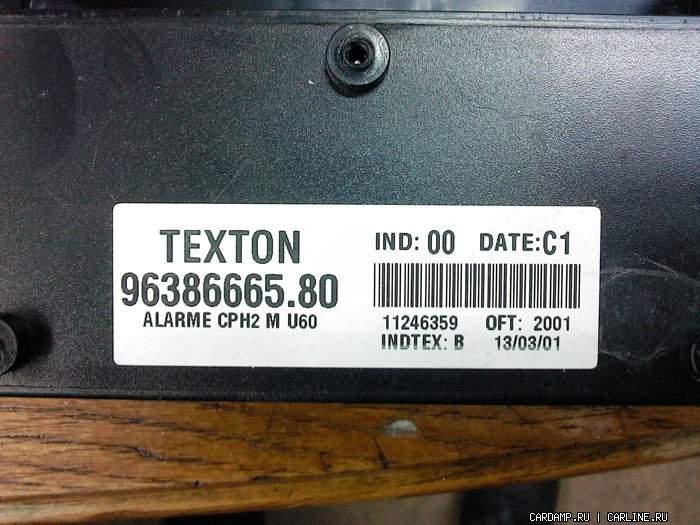 TEXTON
96386665.80
ALARME CPH2 M U60
IND: 00 DATE:C1
11246359 OFT: 2001
INDTEX: B 13/03/01
CARDAMP.RU | CARLINE.RU